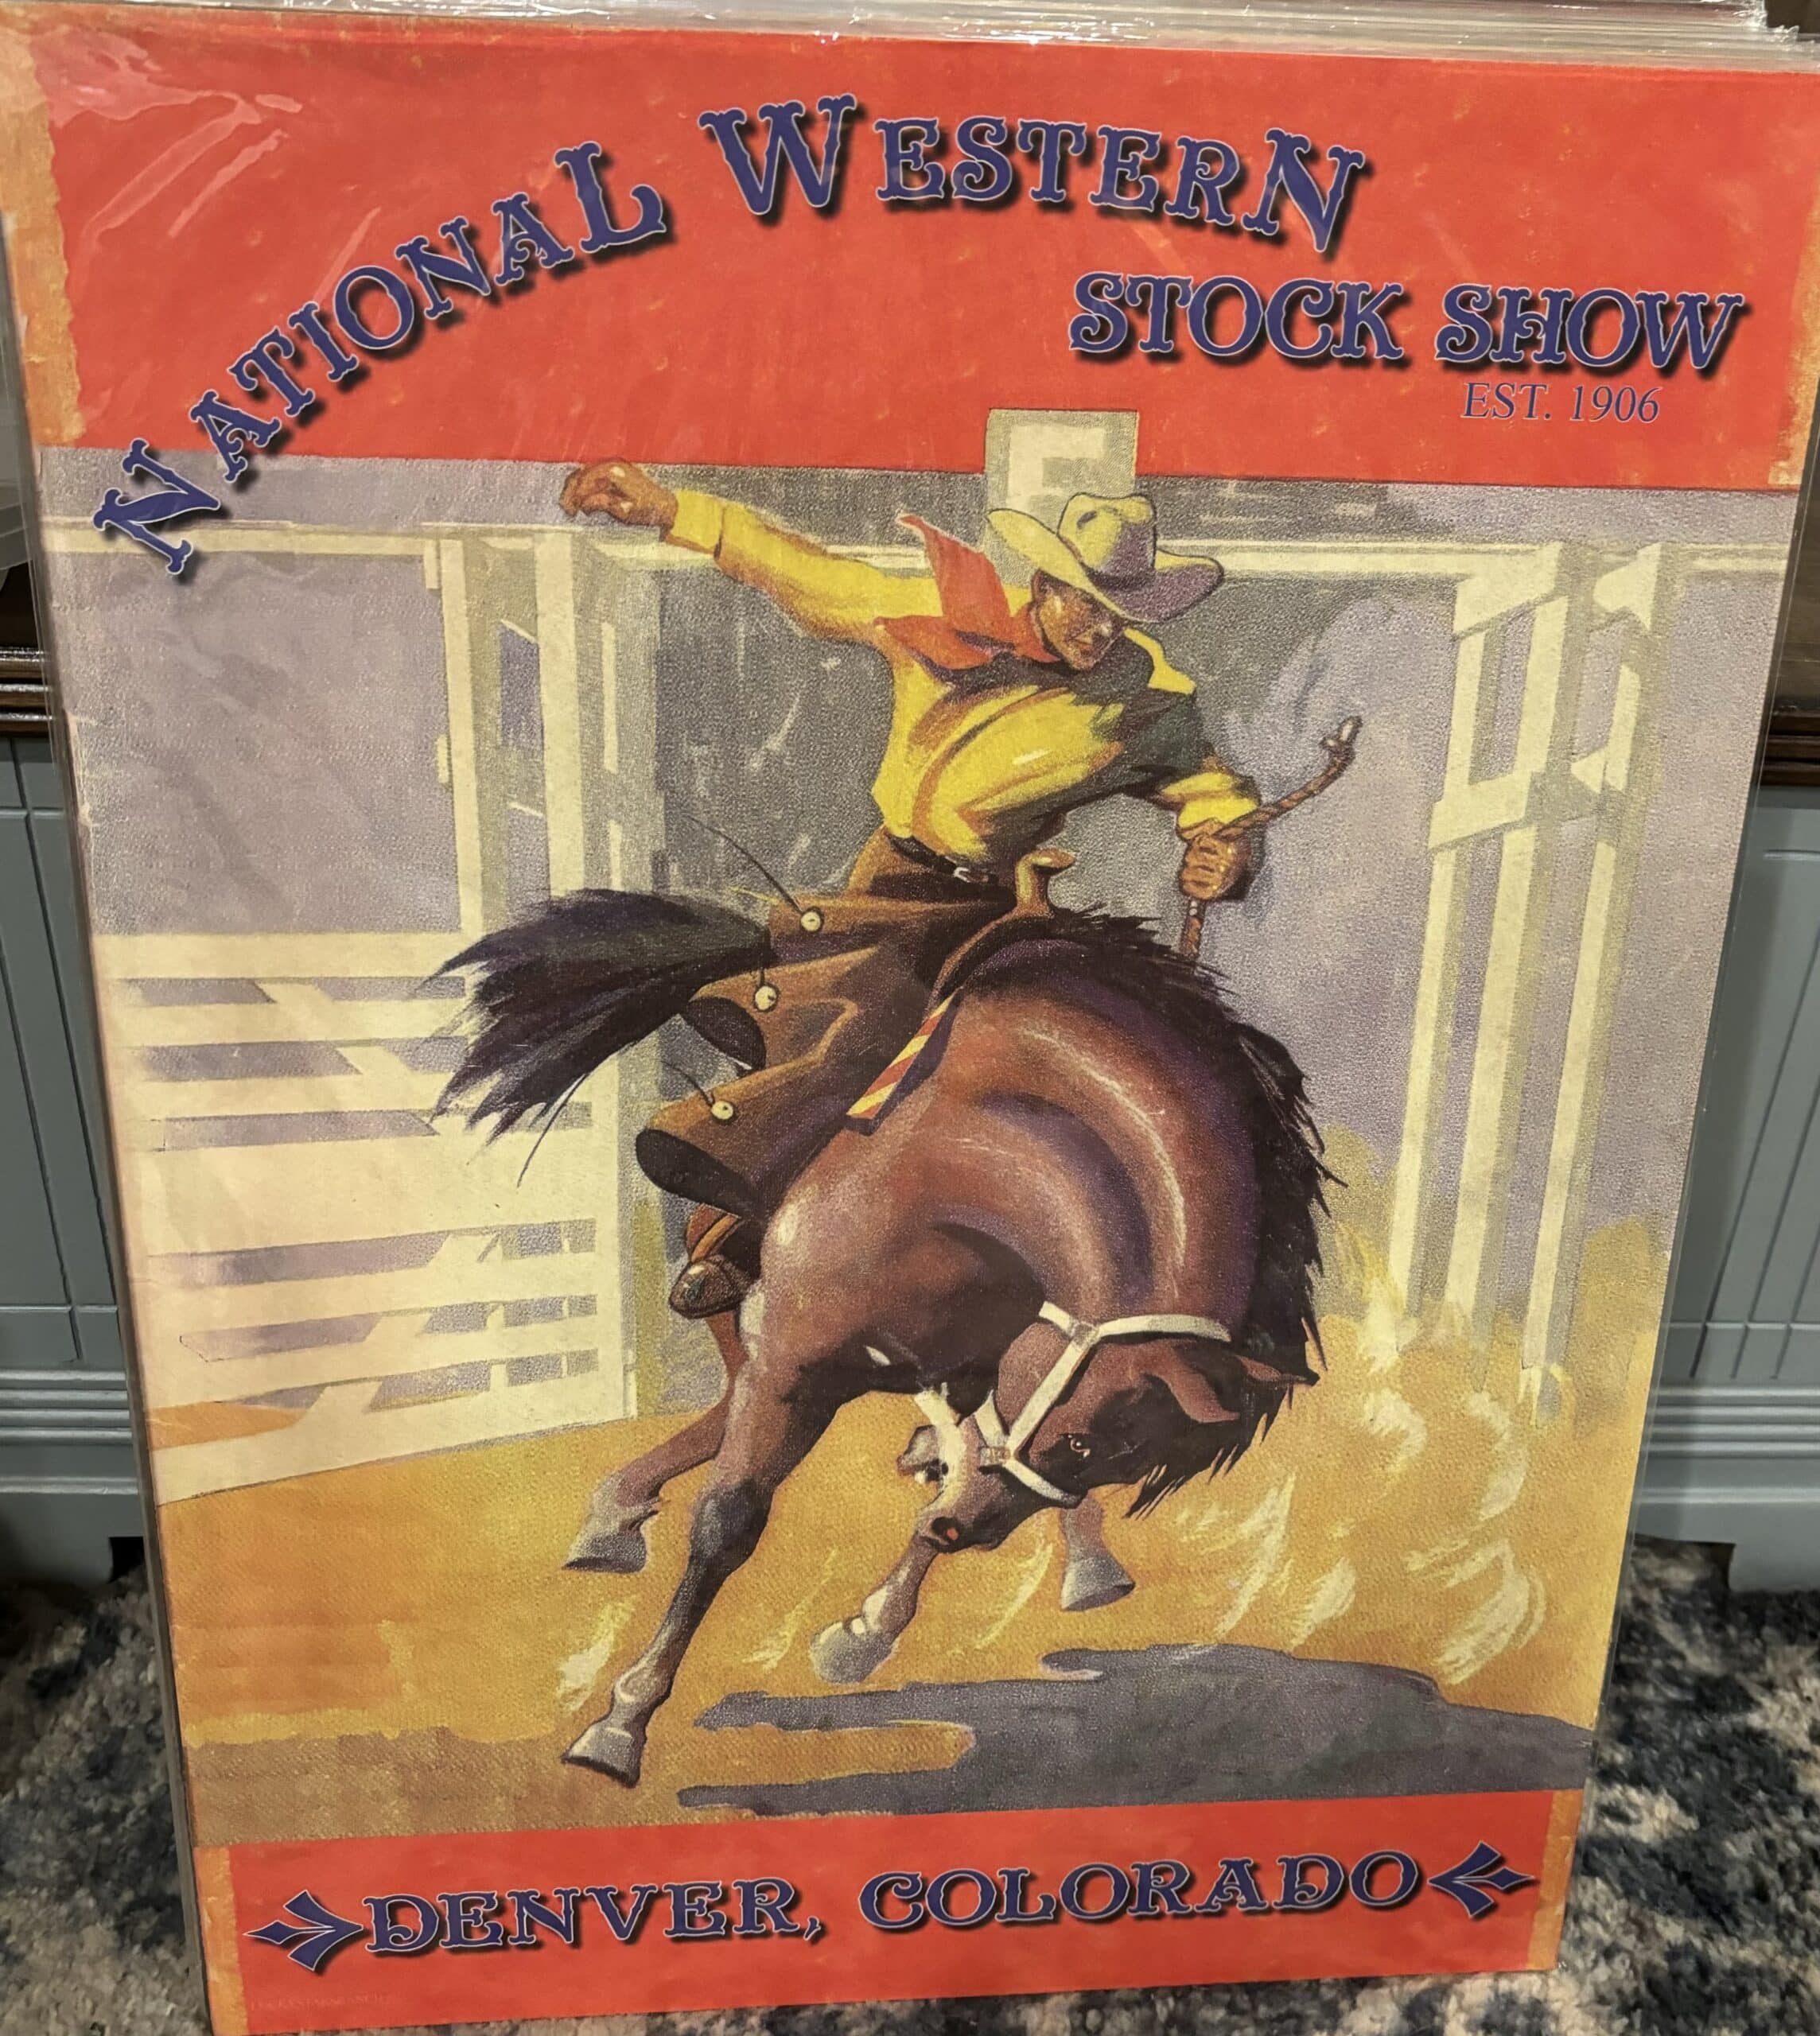 NATIONAL WESTERN
STOCK SHOW
EST. 1906
DENVER, COLORADO